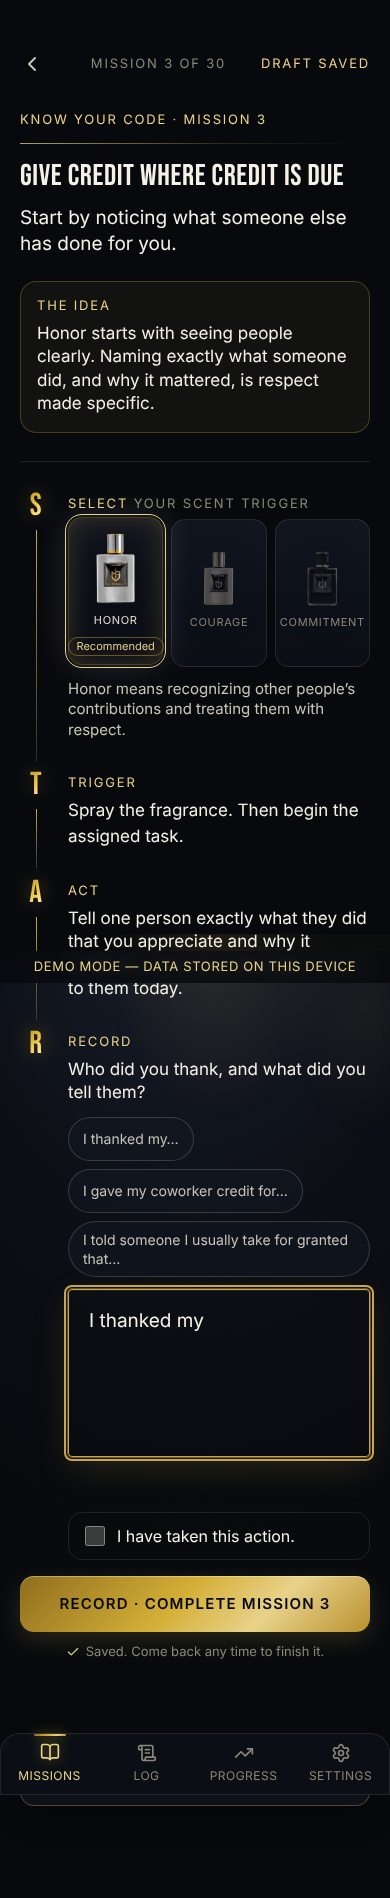 MISSION 3 OF 30
DRAFT SAVED
KNOW YOUR CODE · MISSION 3
GIVE CREDIT WHERE CREDIT IS DUE
Start by noticing what someone else
has done for you.
THE IDEA
Honor starts with seeing people
clearly. Naming exactly what someone
did, and why it mattered, is respect
made specific.
S
SELECT YOUR SCENT TRIGGER
HONOR
Recommended
COURAGE
COMMITMENT
Honor means recognizing other people's
contributions and treating them with
respect.
T
TRIGGER
Spray the fragrance. Then begin the
assigned task.
A
ACT
Tell one person exactly what they did
that you appreciate and why it
DEMO MODE — DATA STORED ON THIS DEVICE
to them today.
R
RECORD
Who did you thank, and what did you
tell them?
I thanked my...
I gave my coworker credit for...
I told someone I usually take for granted
that...
I thanked my
I have taken this action.
RECORD · COMPLETE MISSION 3
Saved. Come back any time to finish it.
MISSIONS
LOG
PROGRESS
SETTINGS